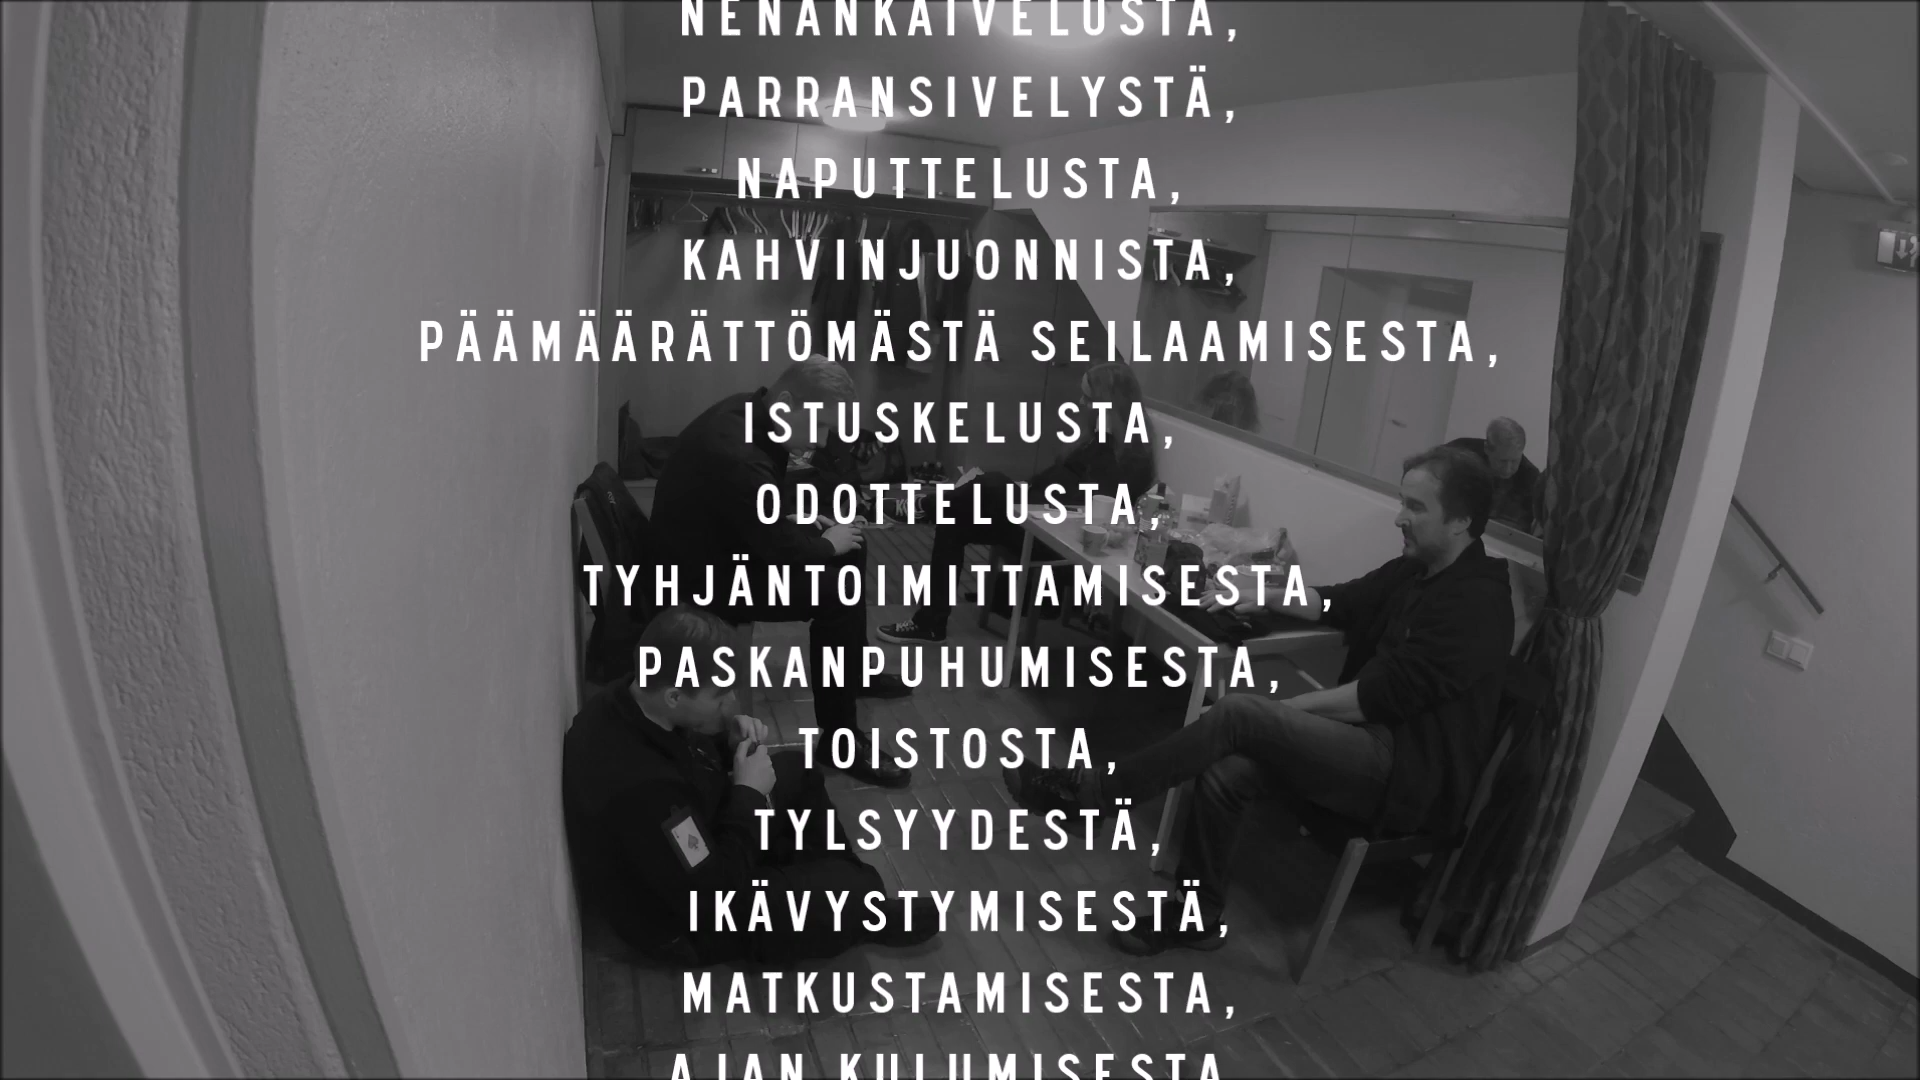 NENÄNKAIVELUSTA,
PARRANSIVELYSTÄ,
NAPUTTELUSTA,
KAHVINJUONNISTA,
PÄÄMÄÄRÄTTÖMÄSTÄ SEILAAMISESTA,
ISTUSKELUSTA,
ODOTTELUSTA,
TYHJÄNTOIMITTAMISESTA,
PASKANPUHUMISESTA,
TOISTOSTA,
TYLSYYDESTÄ,
IKÄVYSTYMISESTÄ,
MATKUSTAMISESTA,
AJAN KULUMISESTA